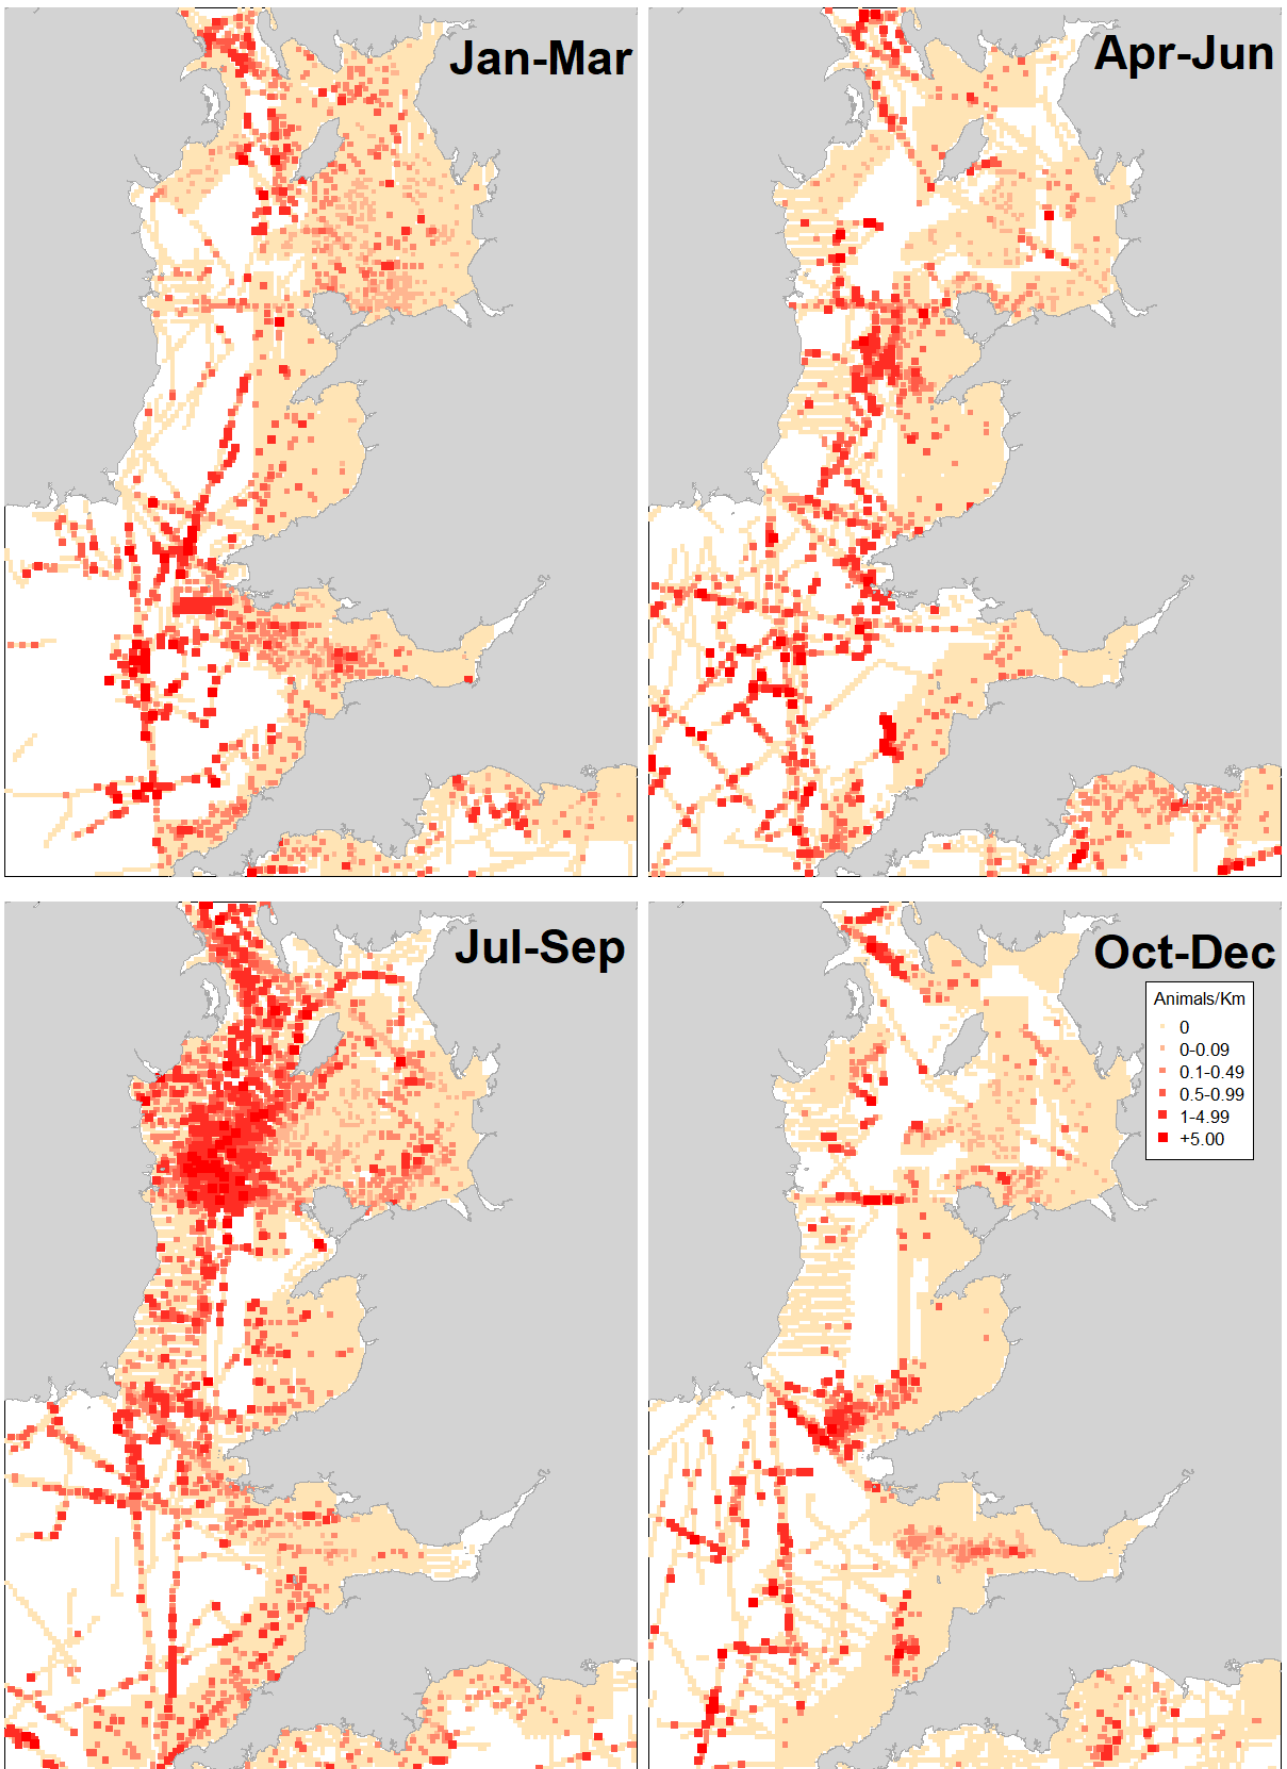 Jan-Mar
Apr-Jun
Jul-Sep
Oct-Dec
Animals/Km
0
0-0.09
0.1-0.49
0.5-0.99
1-4.99
+5.00